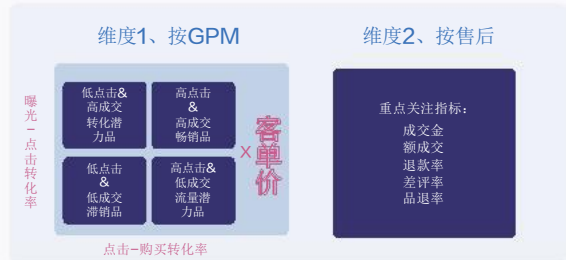 维度1、按GPM
维度2、按售后
曝光-点击转化率
低点击&
高成交
转化潜
力品
高点击
&
高成交
畅销品
低点击
&
低成交
滞销品
高点击&
低成交
流量潜
力品
X
客单价
点击-购买转化率
重点关注指标：
成交金
额成交
退款率
差评率
品退率